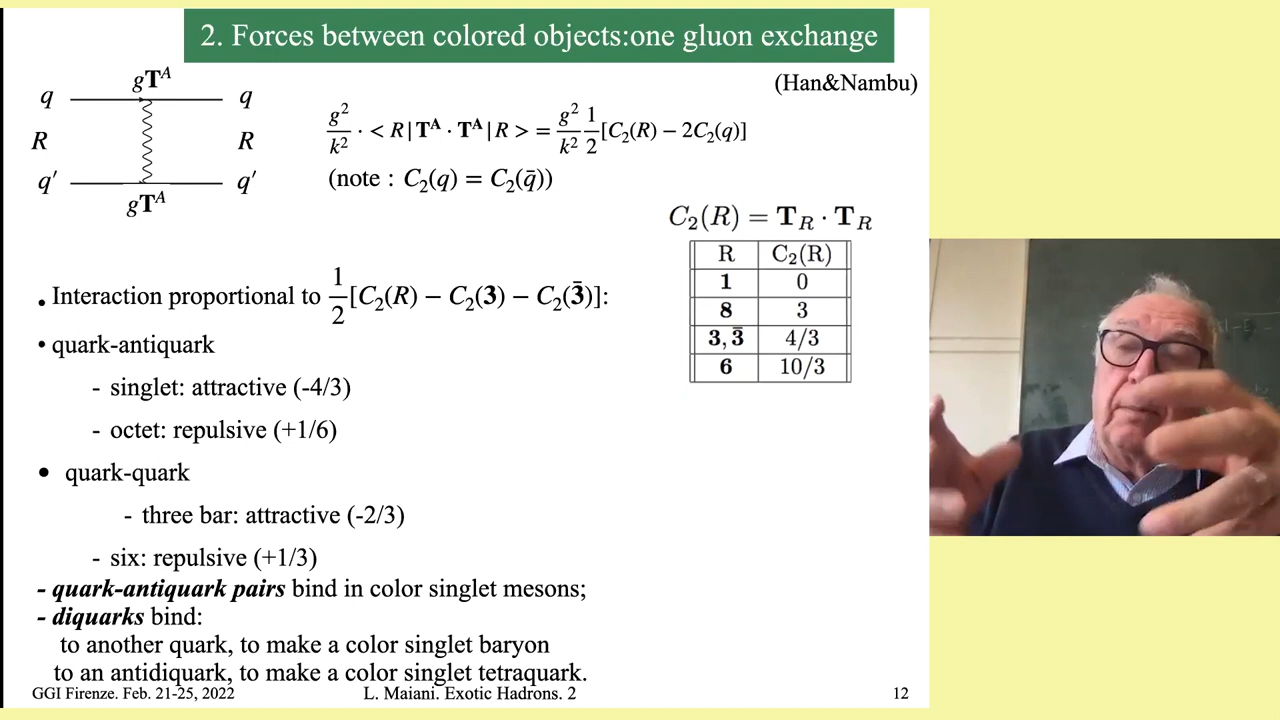 2. Forces between colored objects:one gluon exchange
(Han&Nambu)
gT^A
q q
R R
q′ q′
gT^A
g²/k² · < R|T^A · T^A|R > = g²/k² 1/2 [C₂(R) − 2C₂(q)]
(note : C₂(q) = C₂(q̄))
C₂(R) = T_R · T_R
R C₂(R)
1 0
8 3
3, 3̄ 4/3
6 10/3
• Interaction proportional to 1/2 [C₂(R) − C₂(3) − C₂(3̄)]:
• quark-antiquark
- singlet: attractive (-4/3)
- octet: repulsive (+1/6)
• quark-quark
- three bar: attractive (-2/3)
- six: repulsive (+1/3)
- quark-antiquark pairs bind in color singlet mesons;
- diquarks bind:
to another quark, to make a color singlet baryon
to an antidiquark, to make a color singlet tetraquark.
GGI Firenze. Feb. 21-25, 2022 L. Maiani. Exotic Hadrons. 2 12